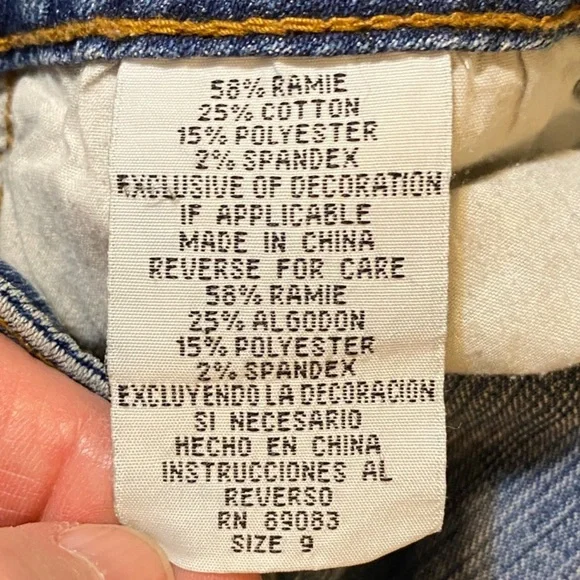 58% RAMIE
25% COTTON
15% POLYESTER
2% SPANDEX
EXCLUSIVE OF DECORATION
IF APPLICABLE
MADE IN CHINA
REVERSE FOR CARE
58% RAMIE
25% ALGODON
15% POLYESTER
2% SPANDEX
EXCLUYENDO LA DECORACION
SI NECESARIO
HECHO EN CHINA
INSTRUCCIONES AL
REVERSO
RN 89083
SIZE 9